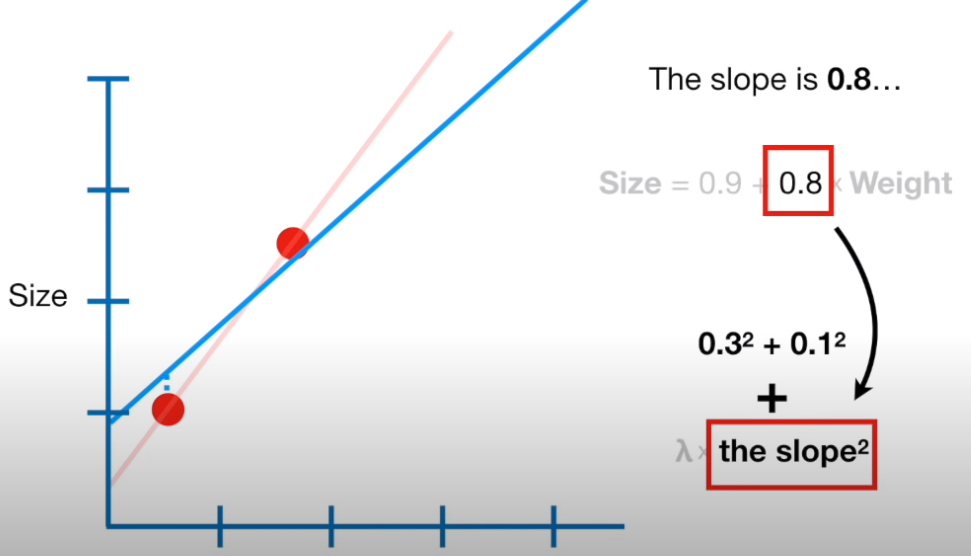 The slope is 0.8…
Size = 0.9 + 0.8 × Weight
Size
0.3² + 0.1²
+
λ× the slope²